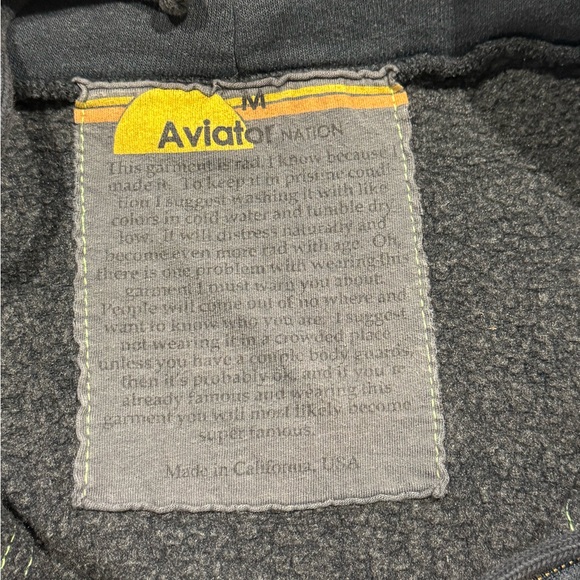 M
Aviator NATION
This garment is rad. I know because I
made it. To keep it in pristine cond-
tion I suggest washing it with like
colors in cold water and tumble dry
low. It will distress naturally and
become even more rad with age. Oh,
there is one problem with wearing this
garment I must warn you about.
People will come out of no where and
want to know who you are. I suggest
not wearing it in a crowded place
unless you have a couple body guards,
then it's probably ok, and if you're
already famous and wearing this
garment you will most likely become
super famous.
Made in California, USA